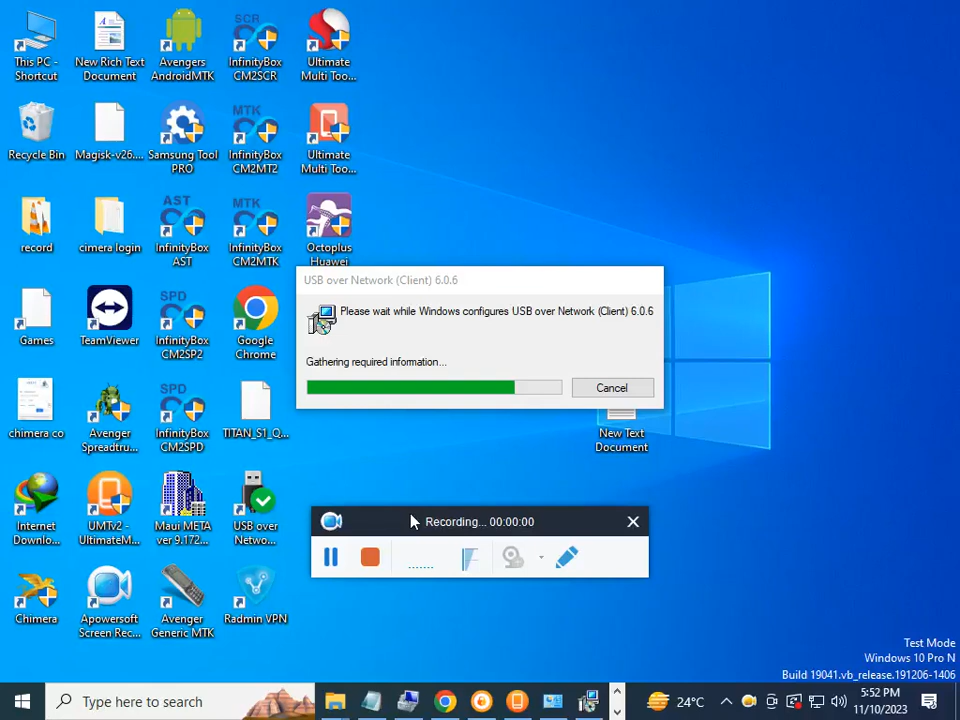 This PC -
Shortcut
New Rich Text
Document
Avengers
AndroidMTK
SCR
InfinityBox
CM2SCR
Ultimate
Multi Too...
Recycle Bin
Magisk-v26....
Samsung Tool
PRO
MTK
InfinityBox
CM2MT2
Ultimate
Multi Too...
record
cimera login
AST
InfinityBox
AST
MTK
InfinityBox
CM2MTK
Octoplus
Huawei
USB over Network (Client) 6.0.6
Please wait while Windows configures USB over Network (Client) 6.0.6
Gathering required information...
Cancel
Games
TeamViewer
SPD
InfinityBox
CM2SP2
Google
Chrome
chimera co
Avenger
Spreadtru...
SPD
InfinityBox
CM2SPD
TITAN_S1_Q...
New Text
Document
Internet
Downlo...
UMTv2 -
UltimateM...
Maui META
ver 9.172...
USB over
Netwo...
Recording... 00:00:00
Chimera
Apowersoft
Screen Rec...
Avenger
Generic MTK
Radmin VPN
Test Mode
Windows 10 Pro N
Build 19041.vb_release.191206-1406
Type here to search
24°C
5:52 PM
11/10/2023